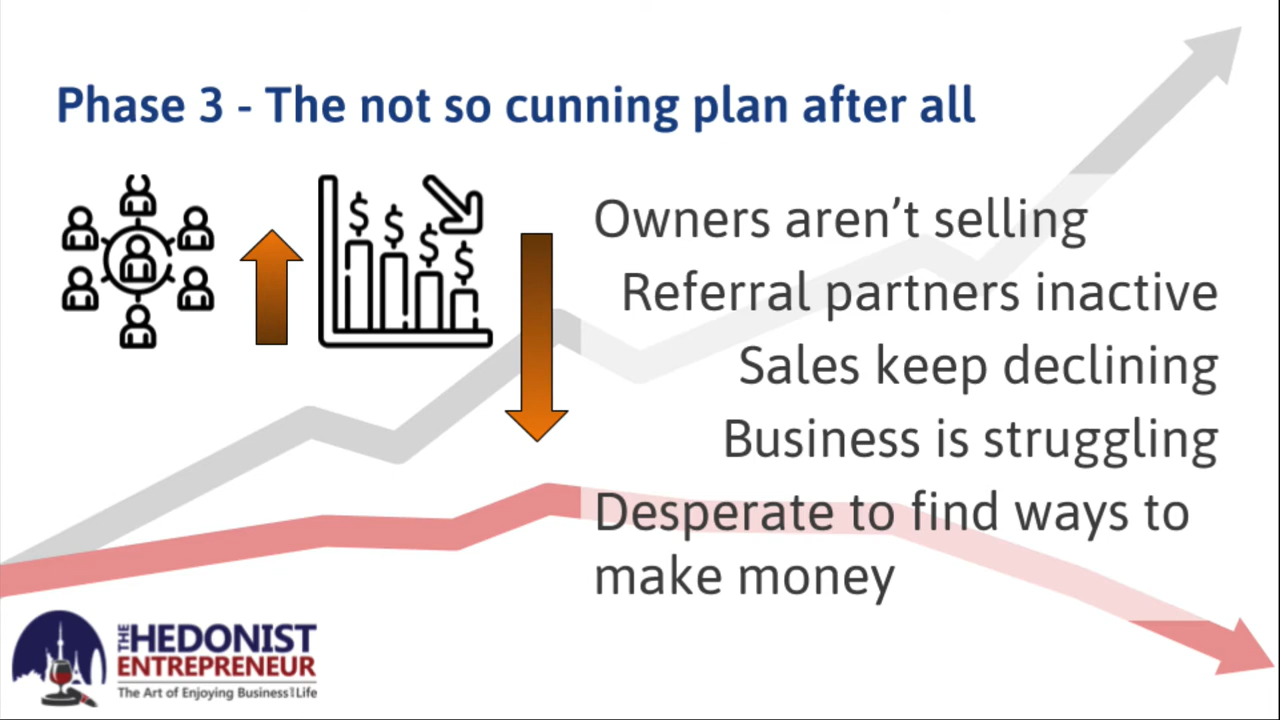 Phase 3 - The not so cunning plan after all
$
$
$
$
Owners aren’t selling
Referral partners inactive
Sales keep declining
Business is struggling
Desperate to find ways to
make money
THE HEDONIST
ENTREPRENEUR
The Art of Enjoying Business and Life